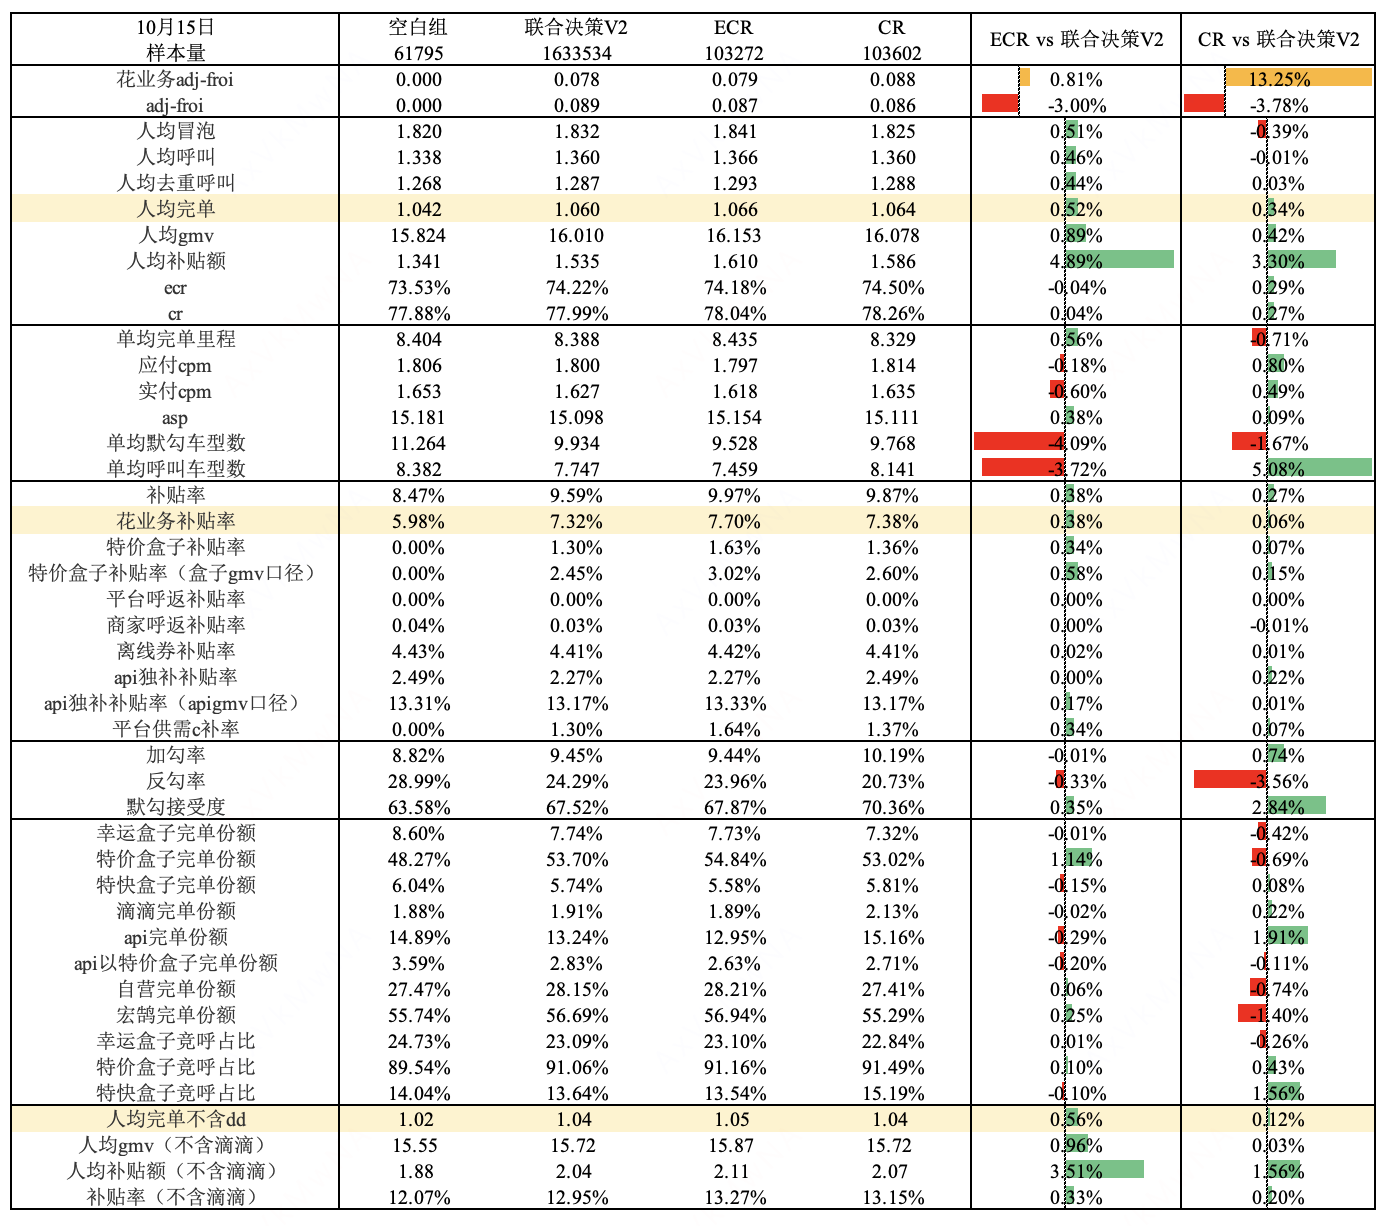 10月15日 空白组 联合决策V2 ECR CR ECR vs 联合决策V2 CR vs 联合决策V2
样本量 61795 1633534 103272 103602
花业务adj-froi 0.000 0.078 0.079 0.088 0.81% 13.25%
adj-froi 0.000 0.089 0.087 0.086 -3.00% -3.78%
人均冒泡 1.820 1.832 1.841 1.825 0.51% -0.39%
人均呼叫 1.338 1.360 1.366 1.360 0.46% -0.01%
人均去重呼叫 1.268 1.287 1.293 1.288 0.44% 0.03%
人均完单 1.042 1.060 1.066 1.064 0.52% 0.34%
人均gmv 15.824 16.010 16.153 16.078 0.89% 0.42%
人均补贴额 1.341 1.535 1.610 1.586 4.89% 3.30%
ecr 73.53% 74.22% 74.18% 74.50% -0.04% 0.29%
cr 77.88% 77.99% 78.04% 78.26% 0.04% 0.27%
单均完单里程 8.404 8.388 8.435 8.329 0.56% -0.71%
应付cpm 1.806 1.800 1.797 1.814 -0.18% 0.80%
实付cpm 1.653 1.627 1.618 1.635 -0.60% 0.49%
asp 15.181 15.098 15.154 15.111 0.38% 0.09%
单均默勾车型数 11.264 9.934 9.528 9.768 -4.09% -1.67%
单均呼叫车型数 8.382 7.747 7.459 8.141 -3.72% 5.08%
补贴率 8.47% 9.59% 9.97% 9.87% 0.38% 0.27%
花业务补贴率 5.98% 7.32% 7.70% 7.38% 0.38% 0.06%
特价盒子补贴率 0.00% 1.30% 1.63% 1.36% 0.34% 0.07%
特价盒子补贴率（盒子gmv口径） 0.00% 2.45% 3.02% 2.60% 0.58% 0.15%
平台呼返补贴率 0.00% 0.00% 0.00% 0.00% 0.00% 0.00%
商家呼返补贴率 0.04% 0.03% 0.03% 0.03% 0.00% -0.01%
离线券补贴率 4.43% 4.41% 4.42% 4.41% 0.02% 0.01%
api独补补贴率 2.49% 2.27% 2.27% 2.49% 0.00% 0.22%
api独补补贴率（apigmv口径） 13.31% 13.17% 13.33% 13.17% 0.17% 0.01%
平台供需c补率 0.00% 1.30% 1.64% 1.37% 0.34% 0.07%
加勾率 8.82% 9.45% 9.44% 10.19% -0.01% 0.74%
反勾率 28.99% 24.29% 23.96% 20.73% -0.33% -3.56%
默勾接受度 63.58% 67.52% 67.87% 70.36% 0.35% 2.84%
幸运盒子完单份额 8.60% 7.74% 7.73% 7.32% -0.01% -0.42%
特价盒子完单份额 48.27% 53.70% 54.84% 53.02% 1.14% -0.69%
特快盒子完单份额 6.04% 5.74% 5.58% 5.81% -0.15% 0.08%
滴滴完单份额 1.88% 1.91% 1.89% 2.13% -0.02% 0.22%
api完单份额 14.89% 13.24% 12.95% 15.16% -0.29% 1.91%
api以特价盒子完单份额 3.59% 2.83% 2.63% 2.71% -0.20% -0.11%
自营完单份额 27.47% 28.15% 28.21% 27.41% 0.06% -0.74%
宏鹄完单份额 55.74% 56.69% 56.94% 55.29% 0.25% -1.40%
幸运盒子竞呼占比 24.73% 23.09% 23.10% 22.84% 0.01% -0.26%
特价盒子竞呼占比 89.54% 91.06% 91.16% 91.49% 0.10% 0.43%
特快盒子竞呼占比 14.04% 13.64% 13.54% 15.19% -0.10% 1.56%
人均完单不含dd 1.02 1.04 1.05 1.04 0.56% 0.12%
人均gmv（不含滴滴） 15.55 15.72 15.87 15.72 0.96% 0.03%
人均补贴额（不含滴滴） 1.88 2.04 2.11 2.07 3.51% 1.56%
补贴率（不含滴滴） 12.07% 12.95% 13.27% 13.15% 0.33% 0.20%